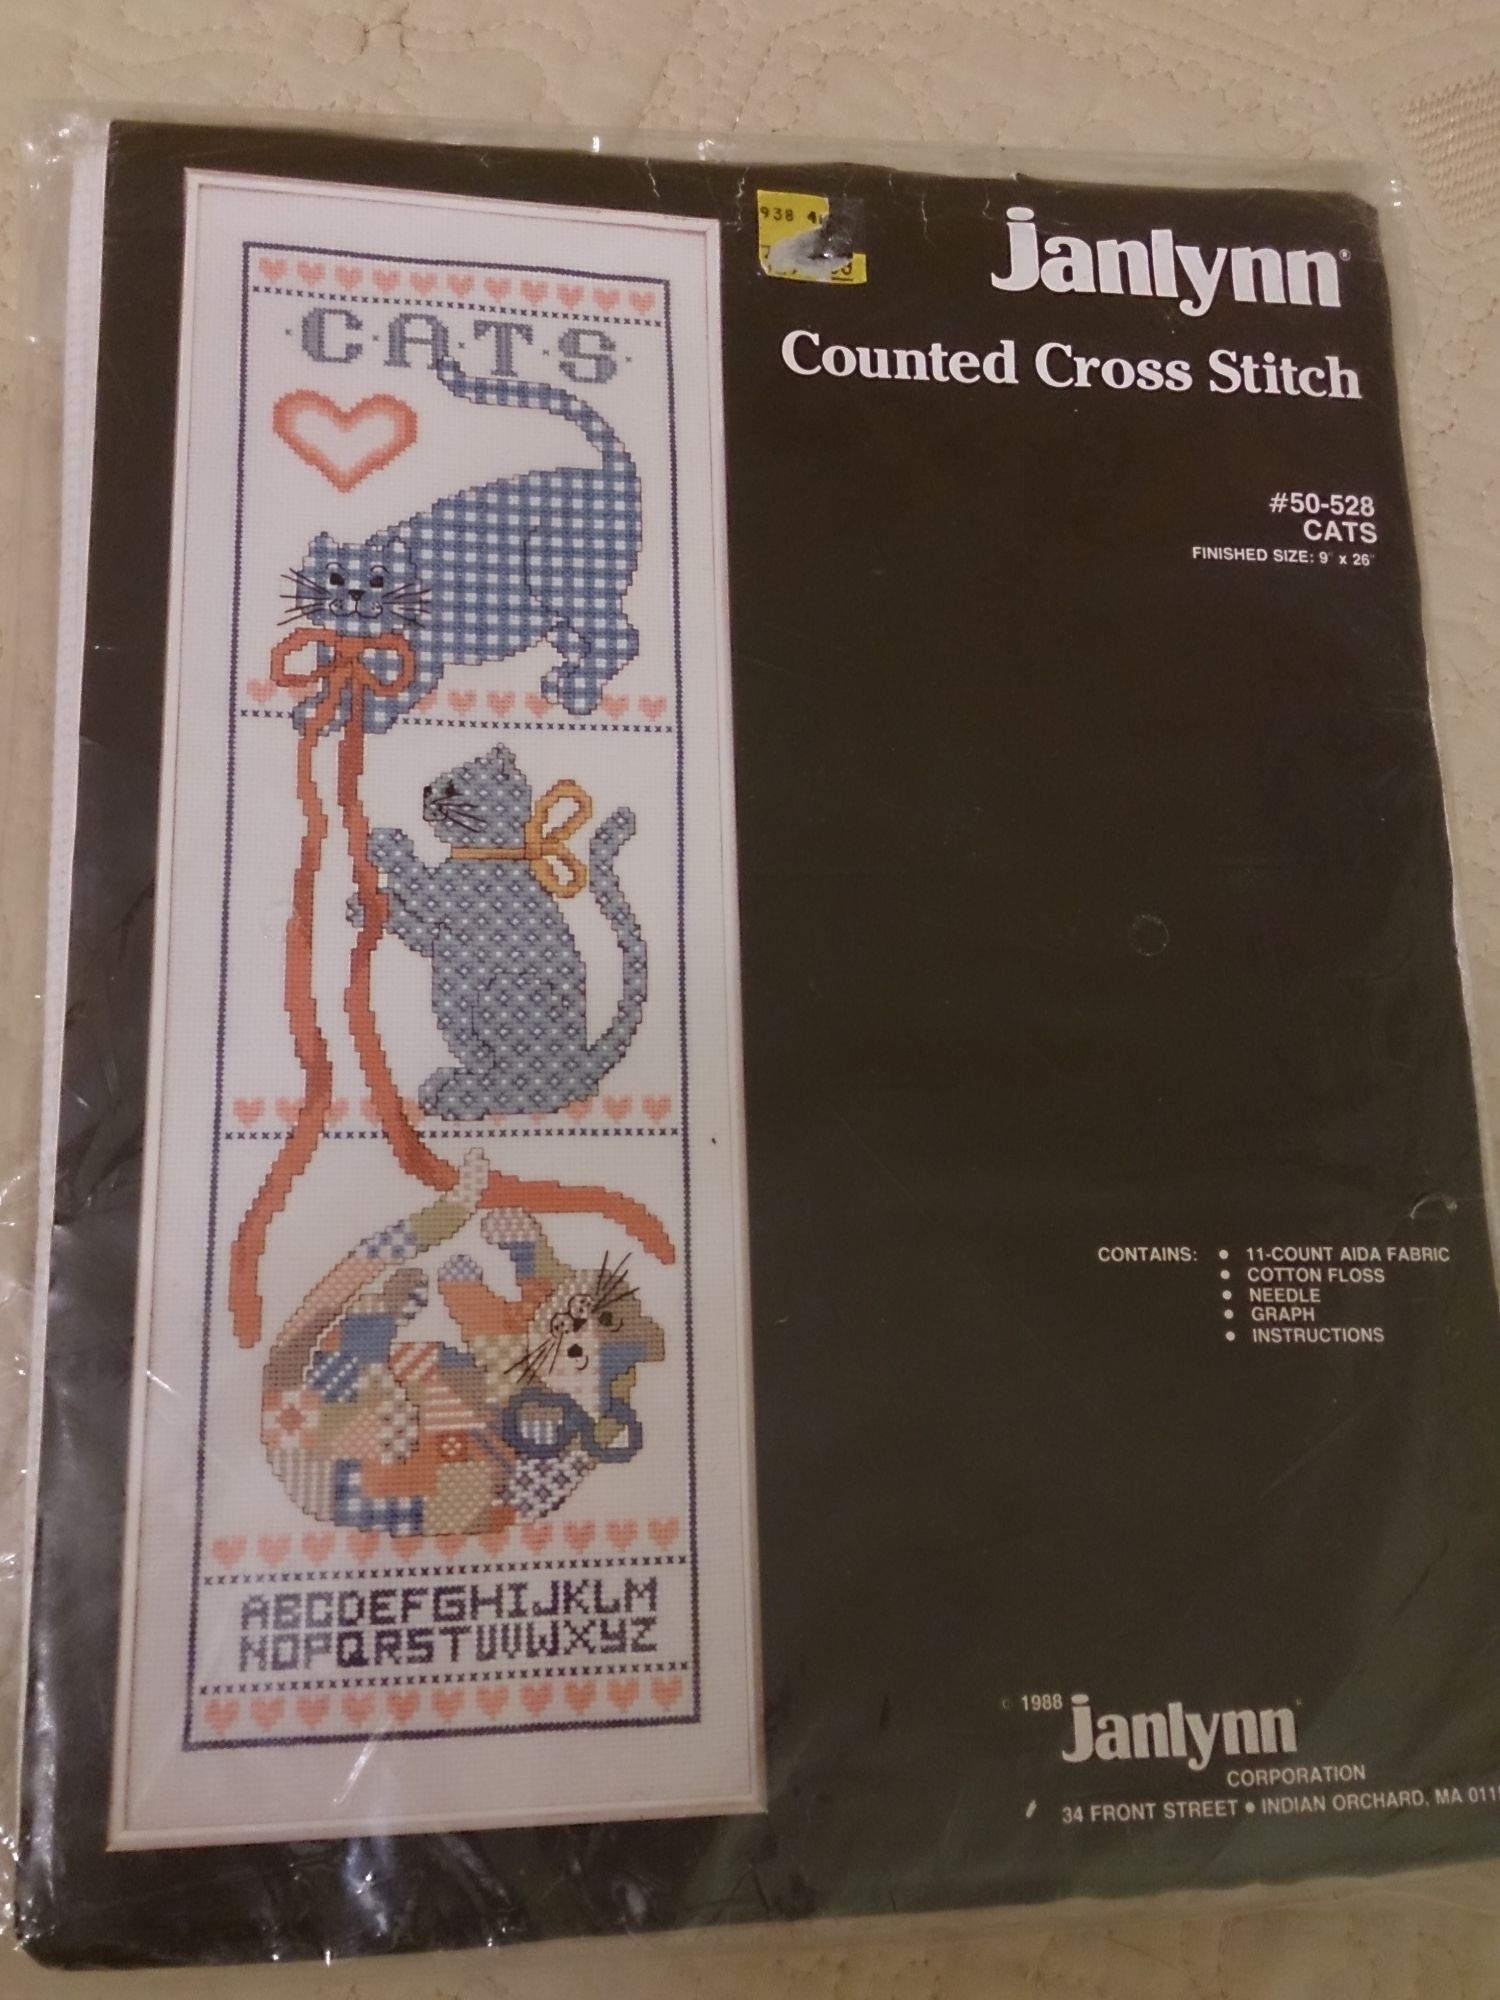 938
janlynn®
Counted Cross Stitch
#50-528
CATS
FINISHED SIZE: 9" x 26"
·C·A·T·S·
ABCDEFGHIJKLM
NOPQRSTUVWXYZ
CONTAINS: • 11-COUNT AIDA FABRIC
• COTTON FLOSS
• NEEDLE
• GRAPH
• INSTRUCTIONS
© 1988 janlynn®
CORPORATION
34 FRONT STREET • INDIAN ORCHARD, MA